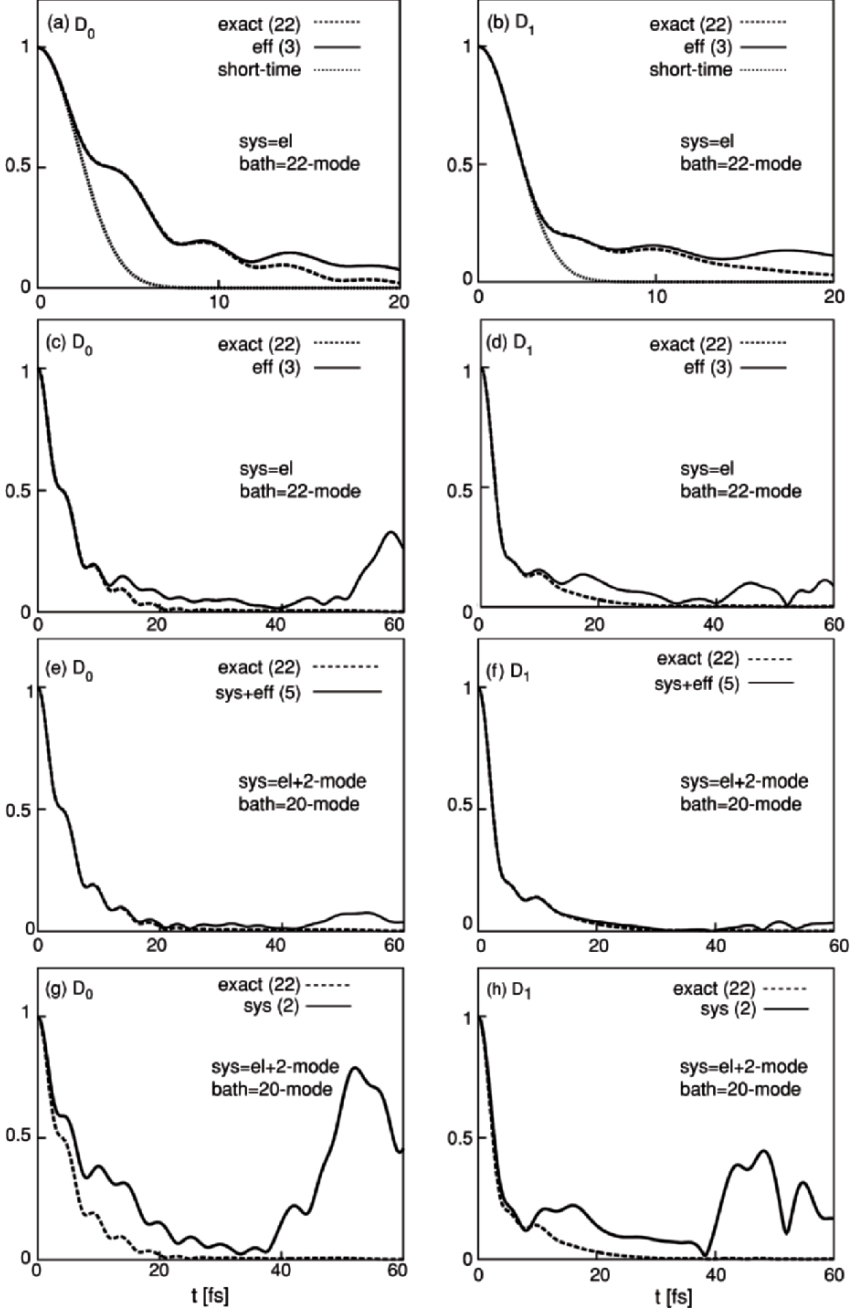 (a) D0
exact (22)
eff (3)
short-time
sys=el
bath=22-mode
1
0.5
0
0
10
20
(b) D1
exact (22)
eff (3)
short-time
sys=el
bath=22-mode
1
0.5
0
0
10
20
(c) D0
exact (22)
eff (3)
sys=el
bath=22-mode
1
0.5
0
0
20
40
60
(d) D1
exact (22)
eff (3)
sys=el
bath=22-mode
1
0.5
0
0
20
40
60
(e) D0
exact (22)
sys+eff (5)
sys=el+2-mode
bath=20-mode
1
0.5
0
0
20
40
60
(f) D1
exact (22)
sys+eff (5)
sys=el+2-mode
bath=20-mode
1
0.5
0
0
20
40
60
(g) D0
exact (22)
sys (2)
sys=el+2-mode
bath=20-mode
1
0.5
0
0
20
40
60
t [fs]
(h) D1
exact (22)
sys (2)
sys=el+2-mode
bath=20-mode
1
0.5
0
0
20
40
60
t [fs]